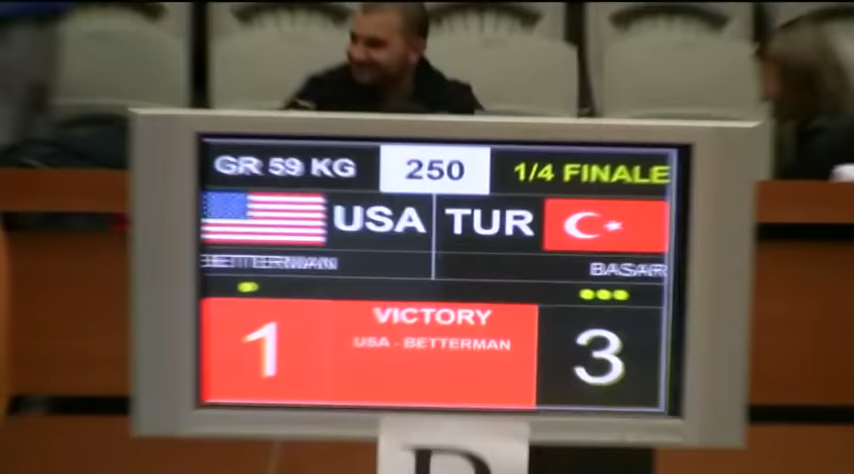 GR 59 KG 250 1/4 FINALE
USA TUR
BETTERMAN BASAR
1 VICTORY 3
USA - BETTERMAN
D